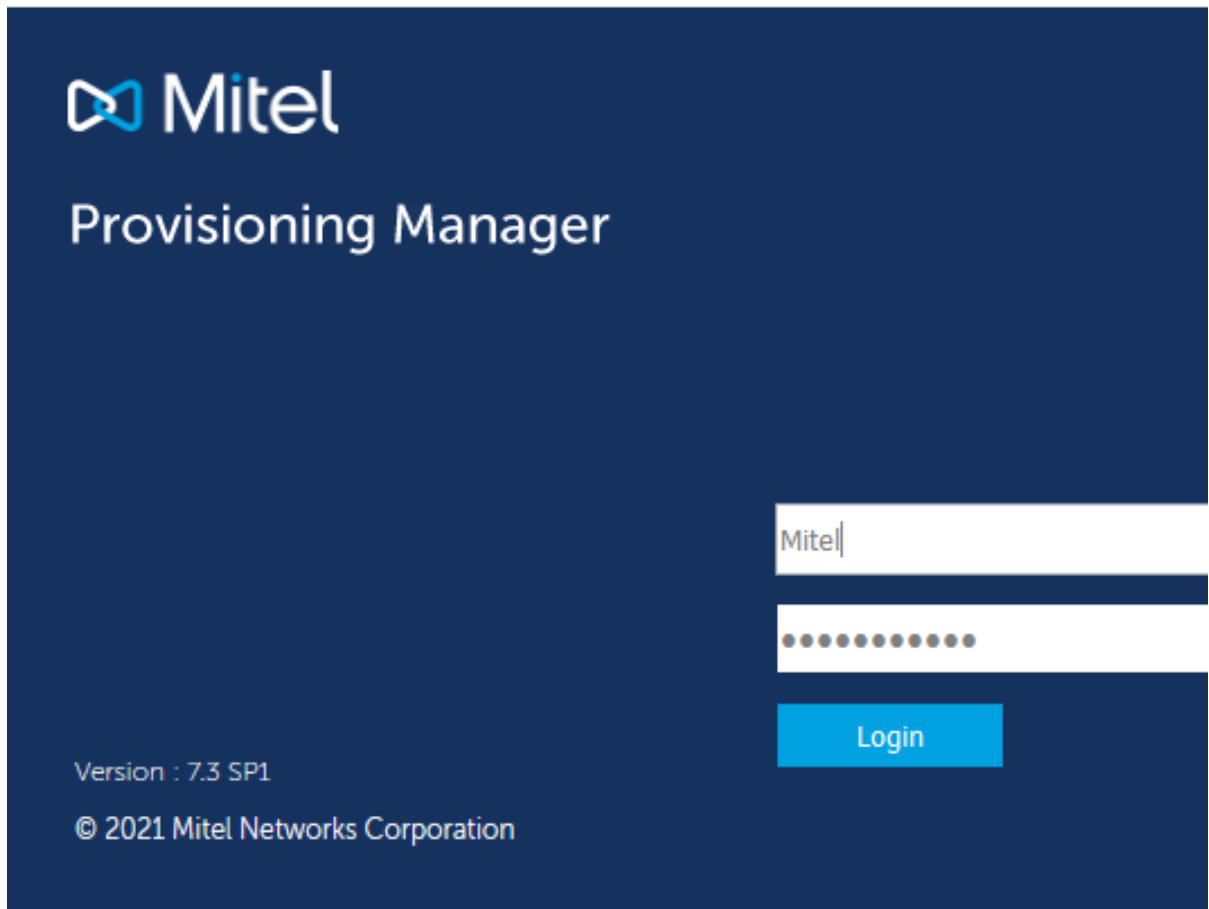 Mitel
Provisioning Manager
Mitel
•••••••••••
Login
Version : 7.3 SP1
© 2021 Mitel Networks Corporation